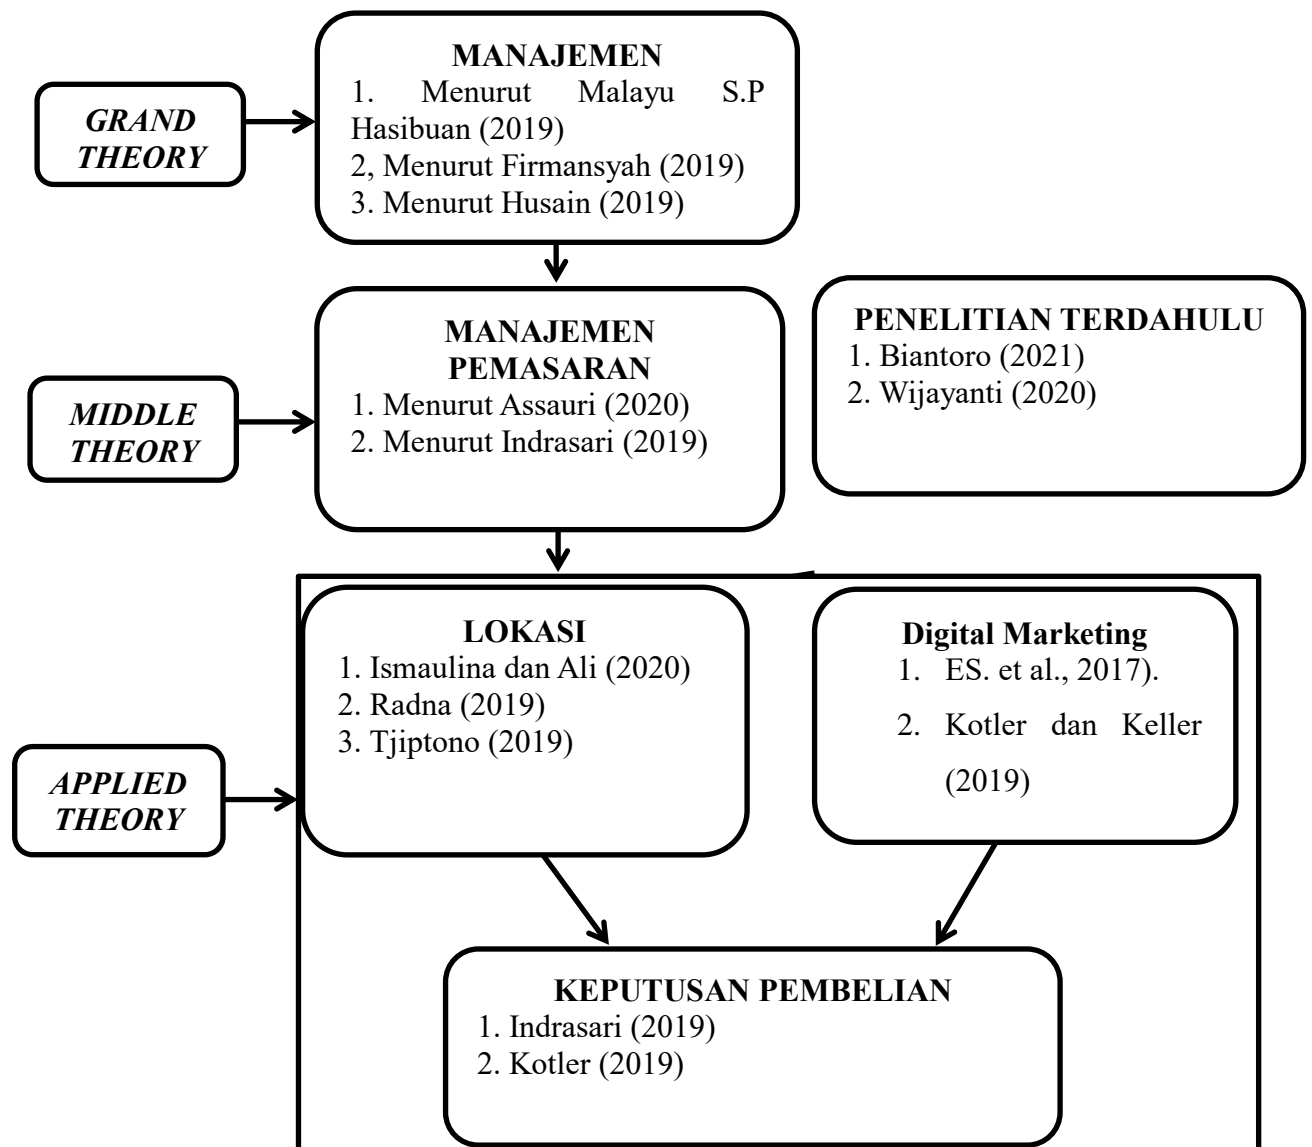 GRAND
THEORY
MANAJEMEN
1. Menurut Malayu S.P
Hasibuan (2019)
2, Menurut Firmansyah (2019)
3. Menurut Husain (2019)
MIDDLE
THEORY
MANAJEMEN
PEMASARAN
1. Menurut Assauri (2020)
2. Menurut Indrasari (2019)
PENELITIAN TERDAHULU
1. Biantoro (2021)
2. Wijayanti (2020)
APPLIED
THEORY
LOKASI
1. Ismaulina dan Ali (2020)
2. Radna (2019)
3. Tjiptono (2019)
Digital Marketing
1. ES. et al., 2017).
2. Kotler dan Keller
(2019)
KEPUTUSAN PEMBELIAN
1. Indrasari (2019)
2. Kotler (2019)